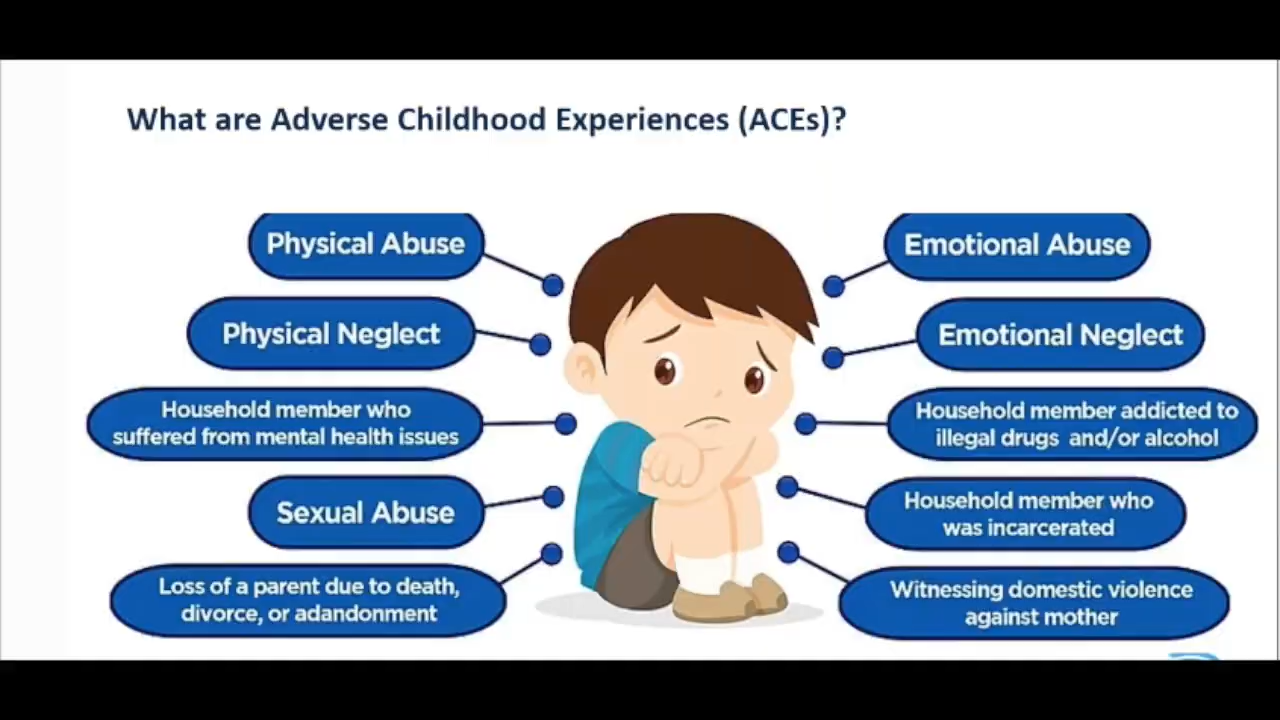 What are Adverse Childhood Experiences (ACEs)?
Physical Abuse
Physical Neglect
Household member who
suffered from mental health issues
Sexual Abuse
Loss of a parent due to death,
divorce, or adandonment
Emotional Abuse
Emotional Neglect
Household member addicted to
illegal drugs and/or alcohol
Household member who
was incarcerated
Witnessing domestic violence
against mother